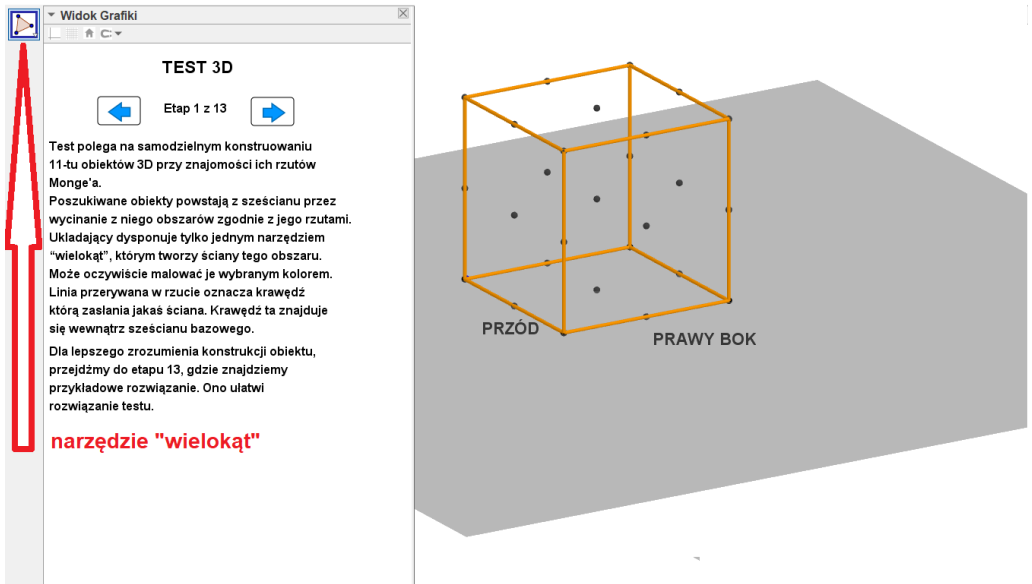 Widok Grafiki
TEST 3D
Etap 1 z 13
Test polega na samodzielnym konstruowaniu
11-tu obiektów 3D przy znajomości ich rzutów
Monge'a.
Poszukiwane obiekty powstają z sześcianu przez
wycinanie z niego obszarów zgodnie z jego rzutami.
Układający dysponuje tylko jednym narzędziem
“wielokąt”, którym tworzy ściany tego obszaru.
Może oczywiście malować je wybranym kolorem.
Linia przerywana w rzucie oznacza krawędź
którą zasłania jakaś ściana. Krawędź ta znajduje
się wewnątrz sześcianu bazowego.
Dla lepszego zrozumienia konstrukcji obiektu,
przejdźmy do etapu 13, gdzie znajdziemy
przykładowe rozwiązanie. Ono ułatwi
rozwiązanie testu.
narzędzie "wielokąt"
PRZÓD
PRAWY BOK